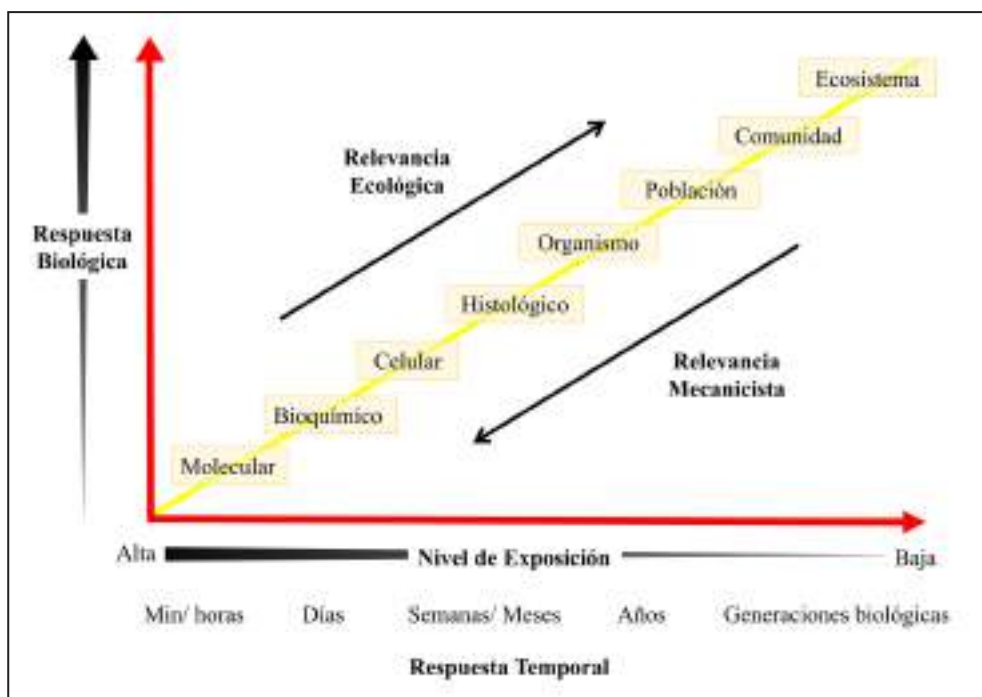 Ecosistema
Comunidad
Relevancia
Ecológica
Población
Respuesta
Biológica
Organismo
Histológico
Celular
Relevancia
Mecanicista
Bioquímico
Molecular
Alta
Nivel de Exposición
Baja
Min/ horas
Días
Semanas/ Meses
Años
Generaciones biológicas
Respuesta Temporal